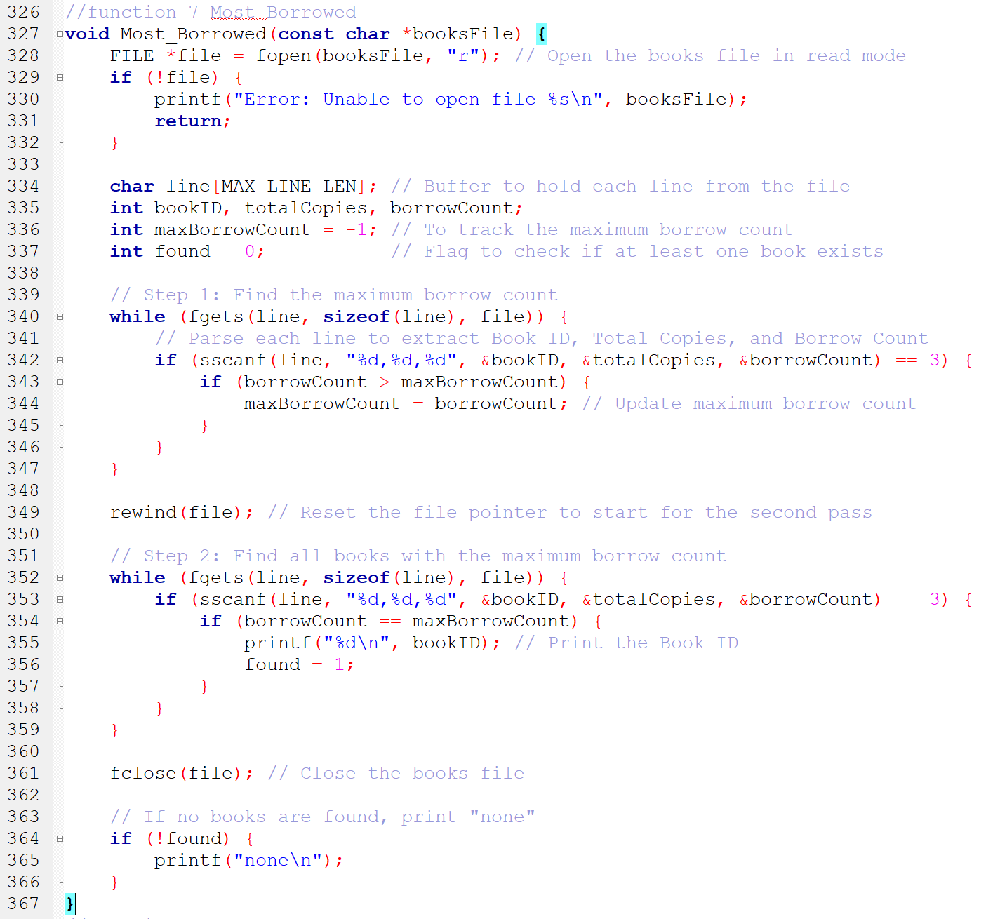 326 //function 7 Most_Borrowed
327 void Most_Borrowed(const char *booksFile) {
328     FILE *file = fopen(booksFile, "r"); // Open the books file in read mode
329     if (!file) {
330         printf("Error: Unable to open file %s\n", booksFile);
331         return;
332     }
333
334     char line[MAX_LINE_LEN]; // Buffer to hold each line from the file
335     int bookID, totalCopies, borrowCount;
336     int maxBorrowCount = -1; // To track the maximum borrow count
337     int found = 0;           // Flag to check if at least one book exists
338
339     // Step 1: Find the maximum borrow count
340     while (fgets(line, sizeof(line), file)) {
341         // Parse each line to extract Book ID, Total Copies, and Borrow Count
342         if (sscanf(line, "%d,%d,%d", &bookID, &totalCopies, &borrowCount) == 3) {
343             if (borrowCount > maxBorrowCount) {
344                 maxBorrowCount = borrowCount; // Update maximum borrow count
345             }
346         }
347     }
348
349     rewind(file); // Reset the file pointer to start for the second pass
350
351     // Step 2: Find all books with the maximum borrow count
352     while (fgets(line, sizeof(line), file)) {
353         if (sscanf(line, "%d,%d,%d", &bookID, &totalCopies, &borrowCount) == 3) {
354             if (borrowCount == maxBorrowCount) {
355                 printf("%d\n", bookID); // Print the Book ID
356                 found = 1;
357             }
358         }
359     }
360
361     fclose(file); // Close the books file
362
363     // If no books are found, print "none"
364     if (!found) {
365         printf("none\n");
366     }
367 }